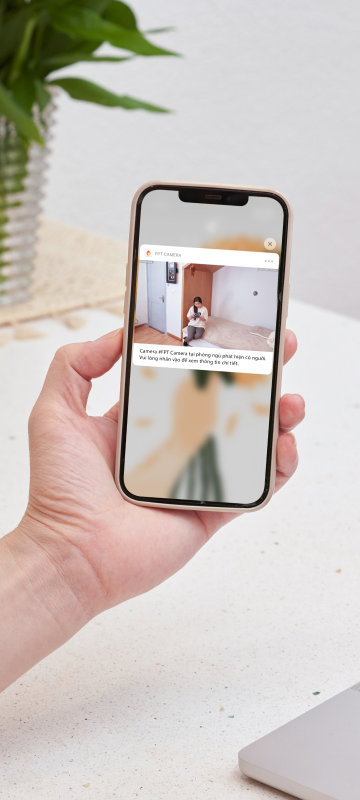 FPT CAMERA
Camera #FPT Camera tại phòng ngủ phát hiện có người.
Vui lòng nhấn vào để xem thông tin chi tiết.